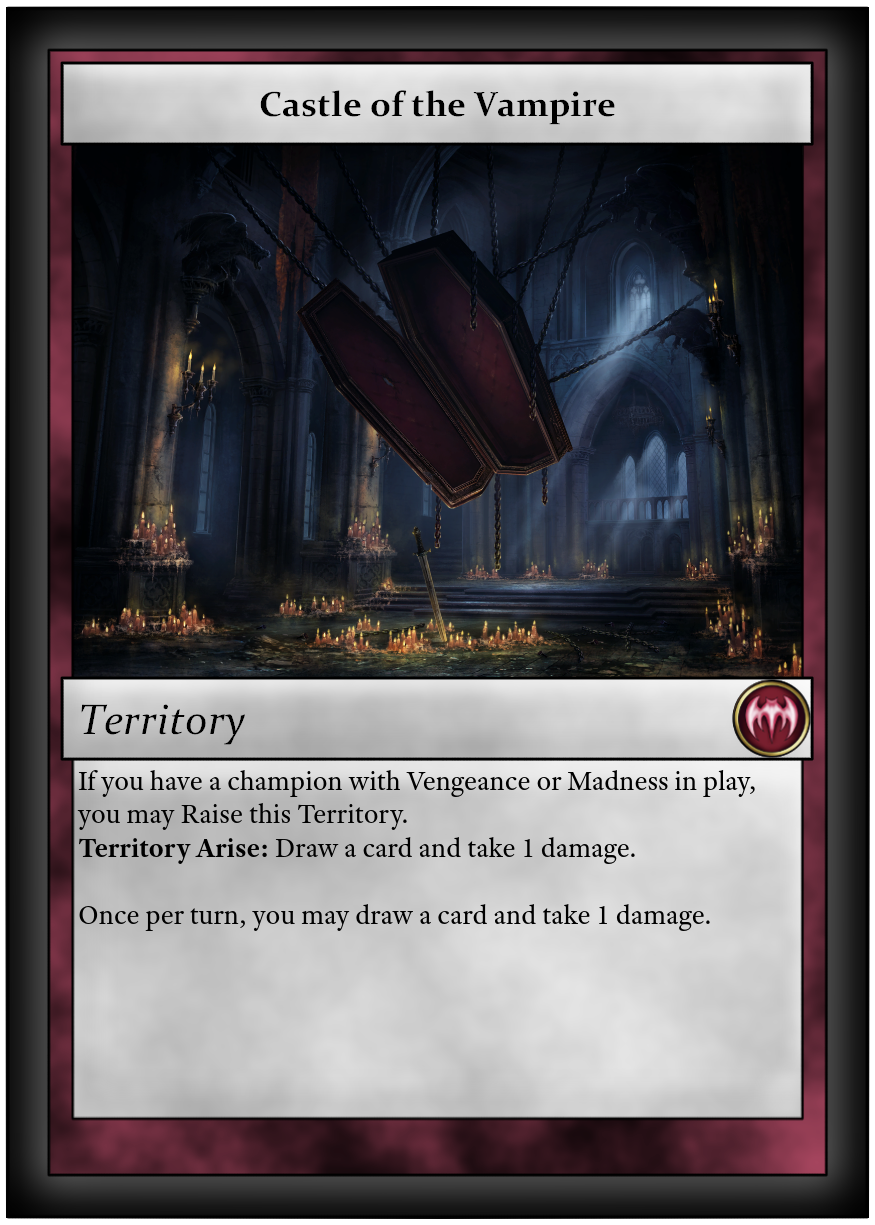 Castle of the Vampire
Territory
If you have a champion with Vengeance or Madness in play,
you may Raise this Territory.
Territory Arise: Draw a card and take 1 damage.
Once per turn, you may draw a card and take 1 damage.